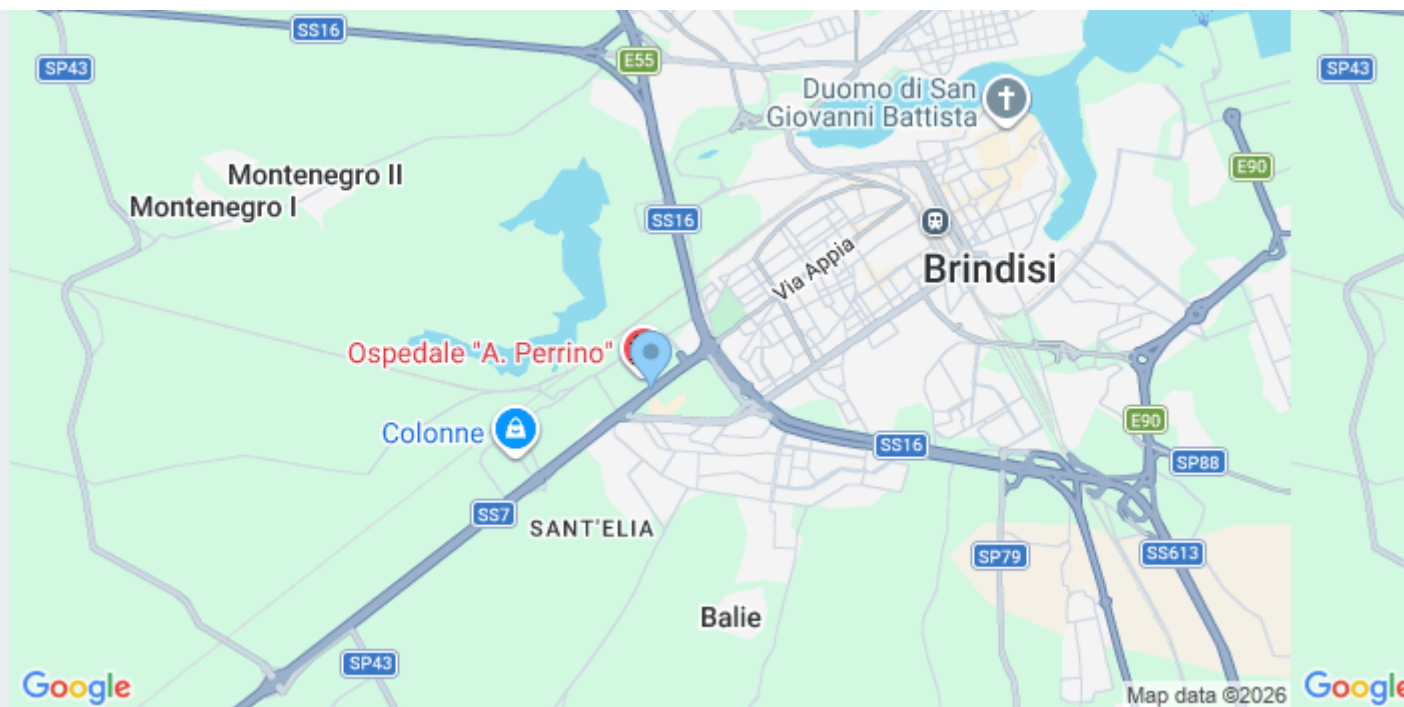 SS16
E55
SP43
SP43
Duomo di San
Giovanni Battista
E90
Montenegro II
Montenegro I
SS16
Via Appia
Brindisi
Ospedale "A. Perrino"
Colonne
E90
SS16
SP88
SS7
SANT'ELIA
SP79
SS613
Balie
SP43
Google
Map data ©2026
Google